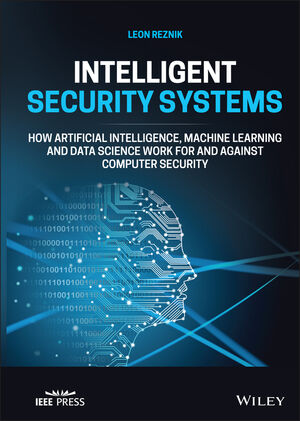 LEON REZNIK
INTELLIGENT
SECURITY SYSTEMS
HOW ARTIFICIAL INTELLIGENCE, MACHINE LEARNING
AND DATA SCIENCE WORK FOR AND AGAINST
COMPUTER SECURITY
IEEE PRESS
WILEY